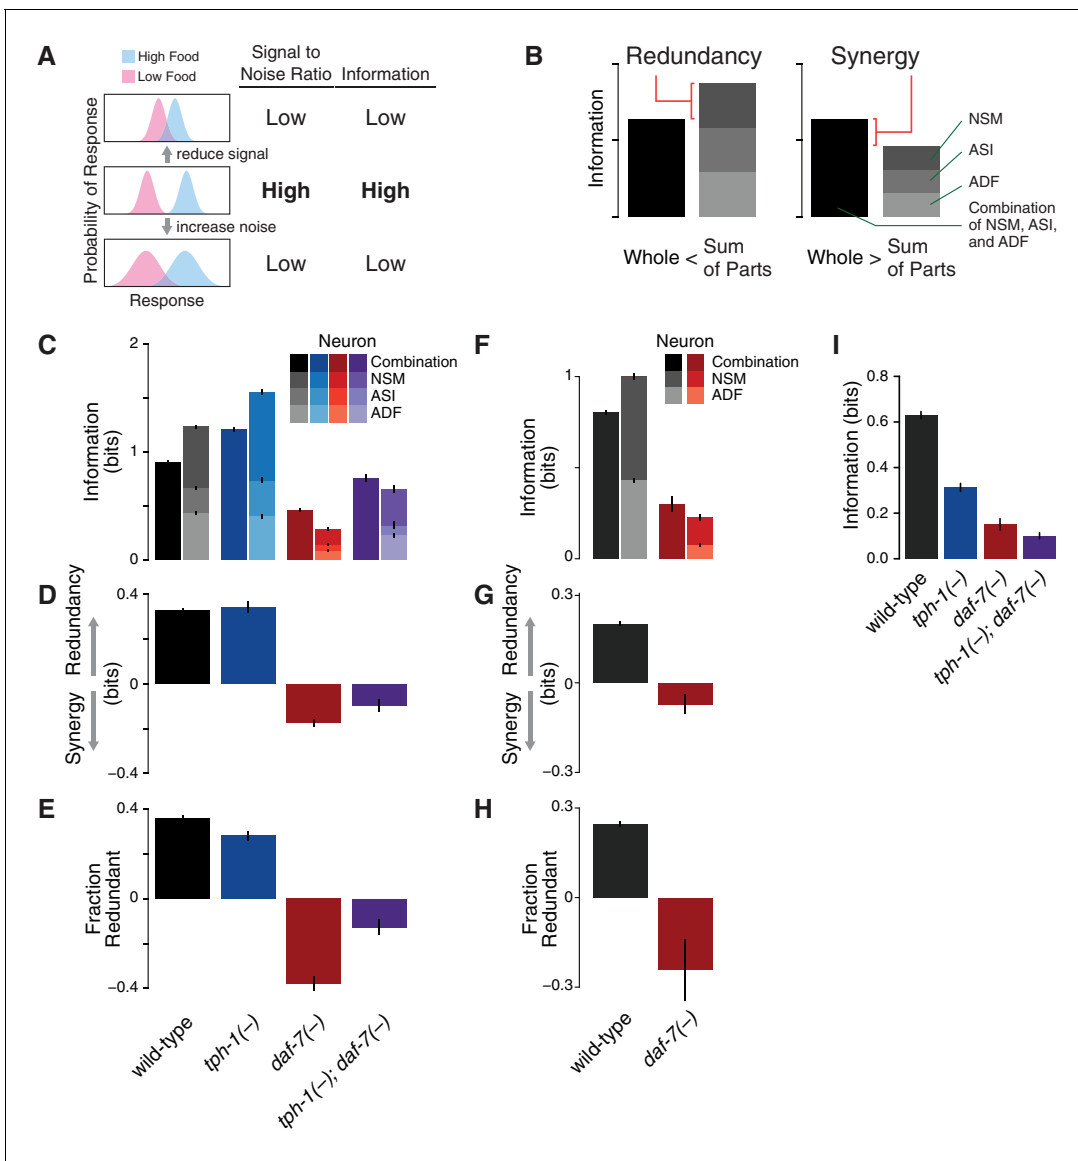 A
High Food
Low Food
Signal to
Noise Ratio
Information
Probability of Response
Low
Low
reduce signal
High
High
increase noise
Low
Low
Response
B
Redundancy
Synergy
Information
NSM
ASI
ADF
Combination
of NSM, ASI,
and ADF
Whole < Sum
of Parts
Whole > Sum
of Parts
C
2
1
0
Information
(bits)
Neuron
Combination
NSM
ASI
ADF
D
0.4
0
−0.4
Synergy
Redundancy
(bits)
E
0.4
0
−0.4
Fraction
Redundant
wild-type
tph-1(−)
daf-7(−)
tph-1(−); daf-7(−)
F
1
0
Information
(bits)
Neuron
Combination
NSM
ADF
G
0.3
0
−0.3
Synergy
Redundancy
(bits)
H
0.3
0
−0.3
Fraction
Redundant
wild-type
daf-7(−)
I
0.8
0.6
0.4
0.2
0.0
Information (bits)
wild-type
tph-1(−)
daf-7(−)
tph-1(−); daf-7(−)